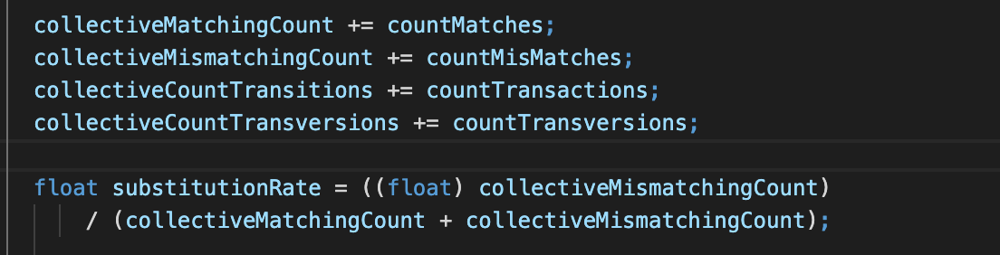 collectiveMatchingCount += countMatches;
collectiveMismatchingCount += countMisMatches;
collectiveCountTransitions += countTransactions;
collectiveCountTransversions += countTransversions;
float substitutionRate = ((float) collectiveMismatchingCount)
/ (collectiveMatchingCount + collectiveMismatchingCount);